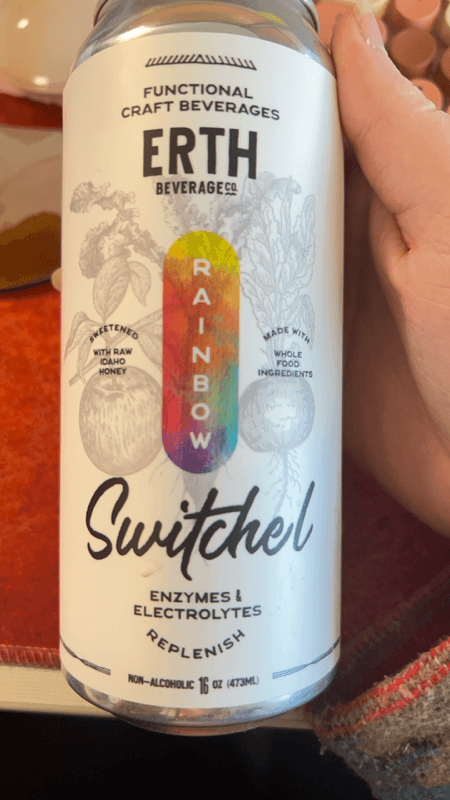 FUNCTIONAL
CRAFT BEVERAGES
ERTH
BEVERAGE CO.
RAINBOW
SWEETENED
WITH RAW
IDAHO
HONEY
MADE WITH
WHOLE
FOOD
INGREDIENTS
Switchel
ENZYMES &
ELECTROLYTES
REPLENISH
NON-ALCOHOLIC 16 OZ (473ML)